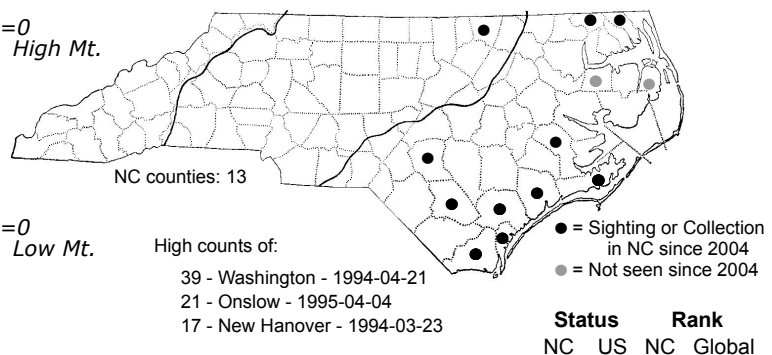 =0
High Mt.
NC counties: 13
=0
Low Mt.
High counts of:
39 - Washington - 1994-04-21
21 - Onslow - 1995-04-04
17 - New Hanover - 1994-03-23
= Sighting or Collection
in NC since 2004
= Not seen since 2004
Status Rank
NC US NC Global